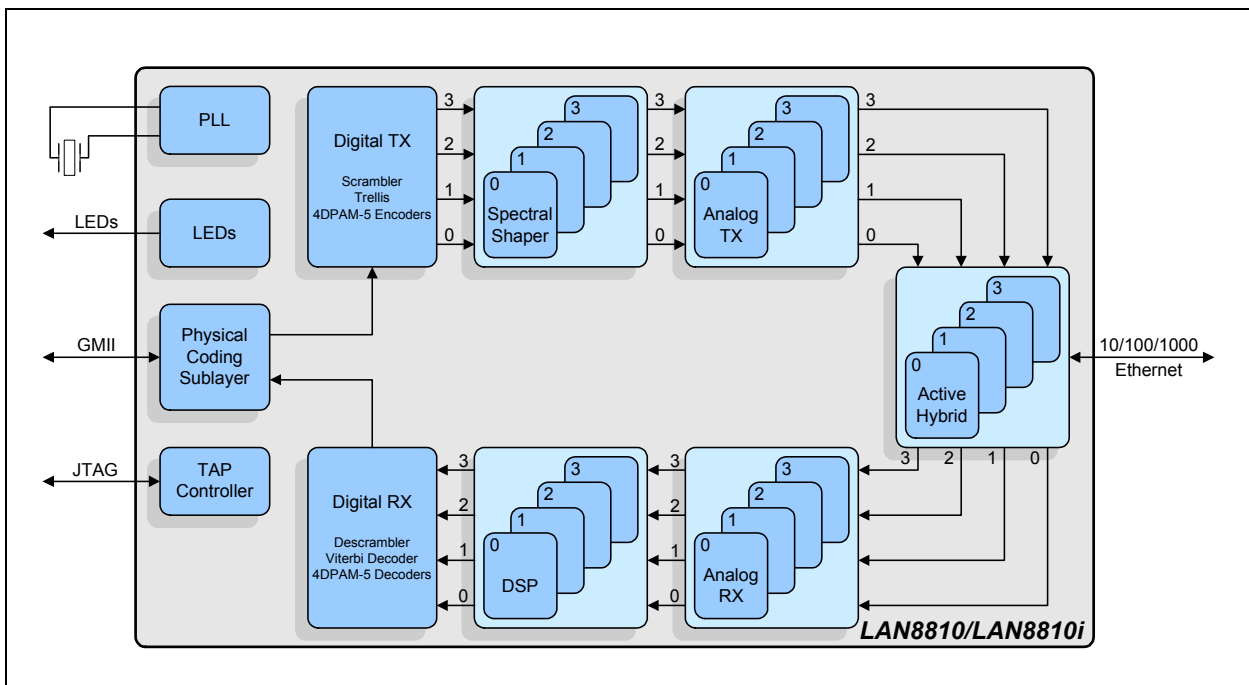 PLL
LEDs
LEDs
GMII
Physical
Coding
Sublayer
JTAG
TAP
Controller
Digital TX
Scrambler
Trellis
4DPAM-5 Encoders
3
2
1
0
3
2
1
0
Spectral
Shaper
3
2
1
0
3
2
1
0
Analog
TX
3
2
1
0
3
2
1
0
Active
Hybrid
10/100/1000
Ethernet
3
2
1
0
Digital RX
Descrambler
Viterbi Decoder
4DPAM-5 Decoders
3
2
1
0
3
2
1
0
DSP
3
2
1
0
3
2
1
0
Analog
RX
LAN8810/LAN8810i